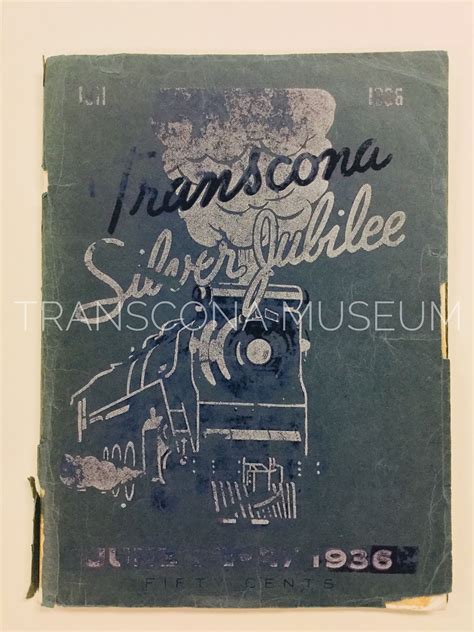 1911 1936
Transcona
Silver Jubilee
TRANSCONA MUSEUM
JUNE 1936
FIFTY CENTS